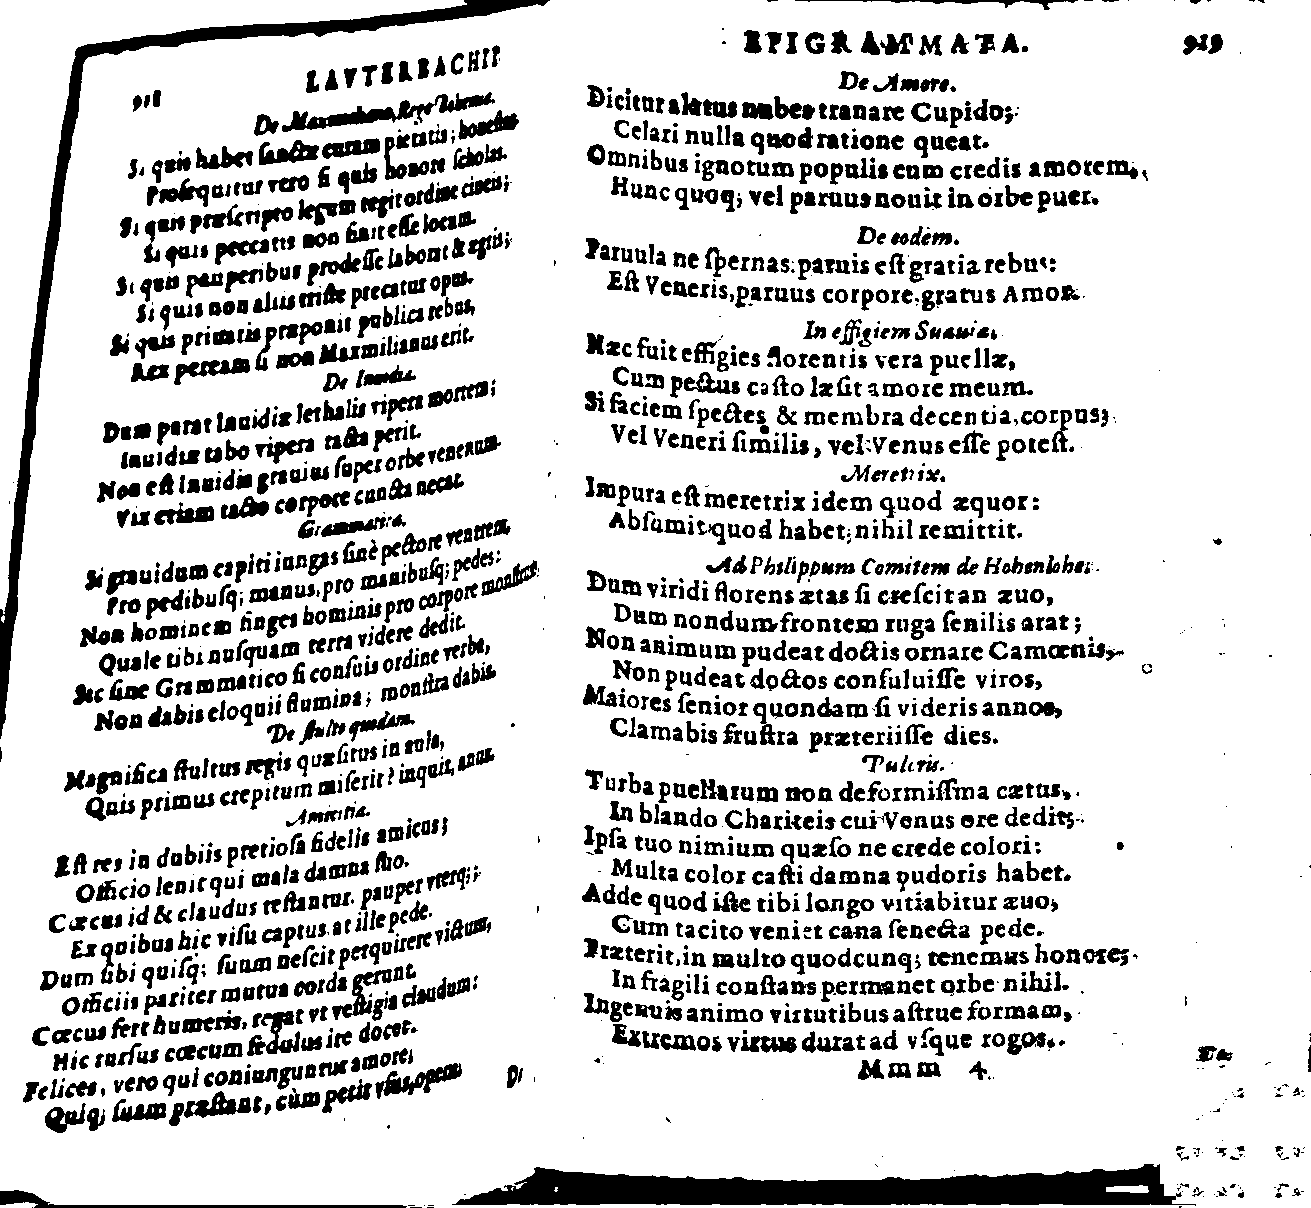 918 LAVTERBACHII
De Maximiliano, Rege Bohemo.
Si quis habet sanctæ curam pietatis; honestus
Prosequitur vero si quis honore scholas.
Si quis præscripto legum regit ordine ciueis;
Si quis peccatis non sinit esse locum.
Si quis pauperibus prodesse laborat & egris;
Si quis non aliis triste precatur opus.
Si quis priuatis præponit publica rebus,
Rex peream si non Maxmilianus erit.
De Inuidia.
Dum parat Inuidiæ lethalis vipera mortem;
Inuidiæ tabo vipera tacta perit.
Non est Inuidia grauius super orbe venenum.
Vix etiam tacto corpore cuncta necat.
Grammatica.
Si grauidum capiti iungas sinè pectore ventrem,
Pro pedibusq; manus, pro manibusq; pedes:
Non hominem finges hominis pro corpore monstrum
Quale tibi nusquam terra videre dedit.
Sic sine Grammatico si consuis ordine verba,
Non dabis eloquii flumina; monstra dabis.
De stulto quodam.
Magnifica stultus regis quæsitus in aula,
Quis primus crepitum miserit? inquit, anus.
Amicitia.
Est res in dubiis pretiosa fidelis amicus;
Officio lenit qui mala damna suo.
Cæcus id & claudus testantur. pauper vterq;;
Ex quibus hic visu captus. at ille pede.
Dum sibi quisq; suum nescit perquirere victum,
Officiis pariter mutua corda gerunt.
Cœcus fert humeris, regat vt vestigia claudum:
Hic rursus cœcum sedulus ire docet.
Felices, vero qui coniunguntur amore;
Quiq; suam præstant, cùm petit vsus, opem.
Di
EPIGRAMMATA. 919
De Amore.
Dicitur alatus nubes tranare Cupido;
Celari nulla quod ratione queat.
Omnibus ignotum populis eum credis amorem,
Hunc quoq; vel paruus nouit in orbe puer.
De eodem.
Paruula ne spernas. paruis est gratia rebus:
Est Veneris, paruus corpore, gratus Amor.
In effigiem Suauiæ.
Hæc fuit effigies florentis vera puellæ,
Cum pectus casto læsit amore meum.
Si faciem spectes & membra decentia, corpus;
Vel Veneri similis, vel Venus esse potest.
Meretrix.
Impura est meretrix idem quod æquor:
Absumit quod habet; nihil remittit.
Ad Philippum Comitem de Hohenlohe.
Dum viridi florens ætas si crescit an æuo,
Dum nondum frontem ruga senilis arat;
Non animum pudeat doctis ornare Camœnis,
Non pudeat doctos consuluisse viros,
Maiores senior quondam si videris annos,
Clamabis frustra præteriisse dies.
Pulcris.
Turba puellarum non deformissima cætus,
In blando Chariteis cui Venus ore dedit;
Ipsa tuo nimium quæso ne crede colori:
Multa color casti damna pudoris habet.
Adde quod iste tibi longo vitiabitur æuo,
Cum tacito veniet cana senecta pede.
Præterit, in multo quodcunq; tenemus honore;
In fragili constans permanet orbe nihil.
Ingenuis animo virtutibus astrue formam,
Extremos virtus durat ad vsque rogos.
Mmm 4